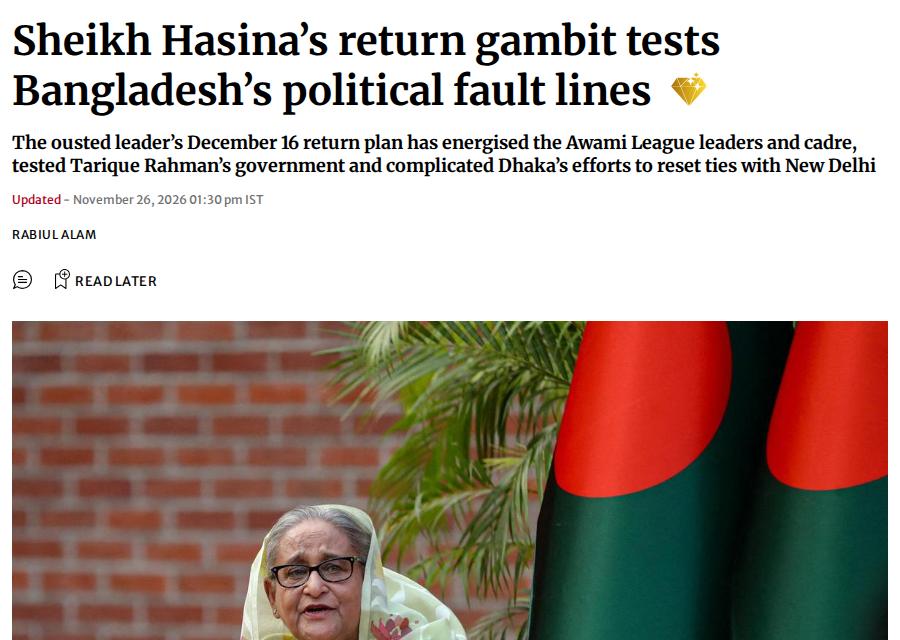 Sheikh Hasina’s return gambit tests
Bangladesh’s political fault lines
The ousted leader’s December 16 return plan has energised the Awami League leaders and cadre,
tested Tarique Rahman’s government and complicated Dhaka’s efforts to reset ties with New Delhi
Updated - November 26, 2026 01:30 pm IST
RABIUL ALAM
READ LATER